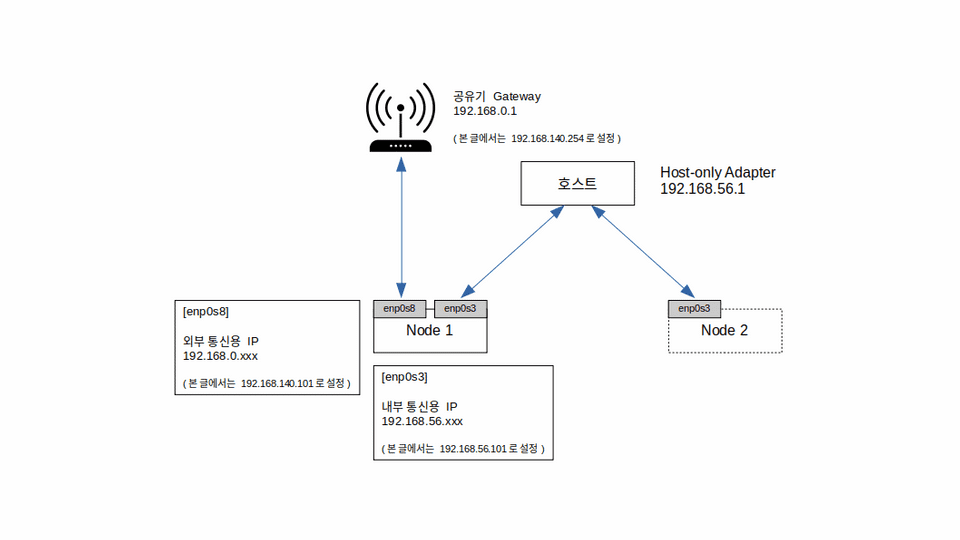 공유기 Gateway
192.168.0.1
( 본 글에서는 192.168.140.254 로 설정 )
호스트
Host-only Adapter
192.168.56.1
enp0s8
enp0s3
Node 1
enp0s3
Node 2
[enp0s8]
외부 통신용 IP
192.168.0.xxx
( 본 글에서는 192.168.140.101 로 설정 )
[enp0s3]
내부 통신용 IP
192.168.56.xxx
( 본 글에서는 192.168.56.101 로 설정 )